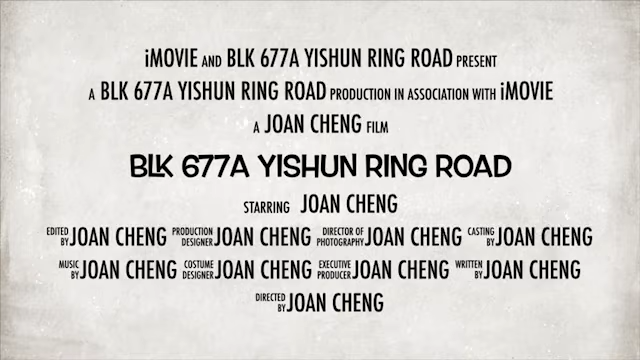 iMOVIE AND BLK 677A YISHUN RING ROAD PRESENT
A BLK 677A YISHUN RING ROAD PRODUCTION IN ASSOCIATION WITH iMOVIE
A JOAN CHENG FILM
BLK 677A YISHUN RING ROAD
STARRING JOAN CHENG
EDITED BY JOAN CHENG PRODUCTION DESIGNER JOAN CHENG DIRECTOR OF PHOTOGRAPHY JOAN CHENG CASTING BY JOAN CHENG
MUSIC BY JOAN CHENG COSTUME DESIGNER JOAN CHENG EXECUTIVE PRODUCER JOAN CHENG WRITTEN BY JOAN CHENG
DIRECTED BY JOAN CHENG